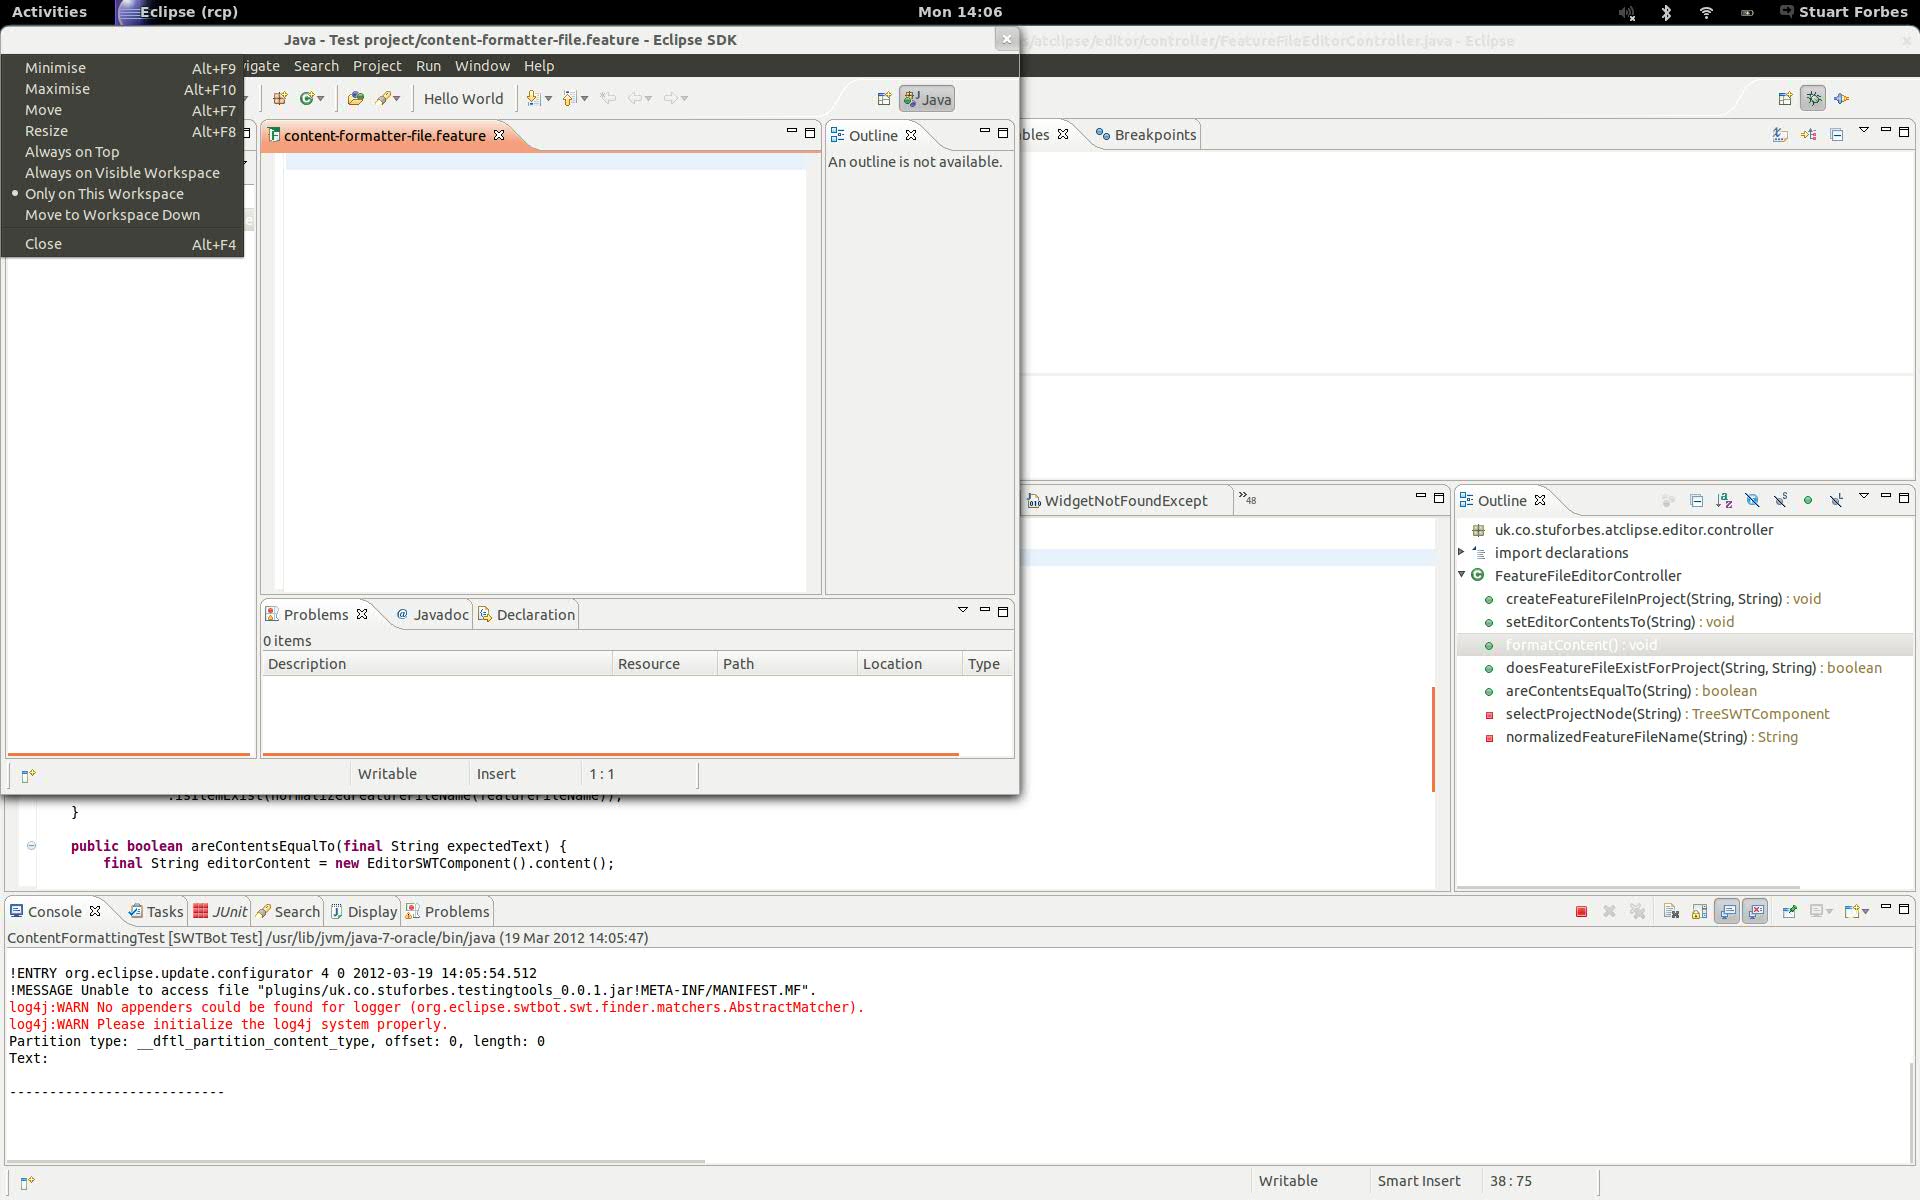 Activities
Eclipse (rcp)
Mon 14:06
Stuart Forbes
Java - Test project/content-formatter-file.feature - Eclipse SDK
s/atclipse/editor/controller/FeatureFileEditorController.java - Eclipse
Minimise Alt+F9
Maximise Alt+F10
Move Alt+F7
Resize Alt+F8
Always on Top
Always on Visible Workspace
Only on This Workspace
Move to Workspace Down
Close Alt+F4
vigate Search Project Run Window Help
Hello World
Java
content-formatter-file.feature
Outline
An outline is not available.
bles
Breakpoints
WidgetNotFoundExcept
»48
Outline
uk.co.stuforbes.atclipse.editor.controller
import declarations
FeatureFileEditorController
createFeatureFileInProject(String, String) : void
setEditorContentsTo(String) : void
formatContent() : void
doesFeatureFileExistForProject(String, String) : boolean
areContentsEqualTo(String) : boolean
selectProjectNode(String) : TreeSWTComponent
normalizedFeatureFileName(String) : String
Problems
Javadoc
Declaration
0 items
Description Resource Path Location Type
Writable Insert 1 : 1
.isItemExist(normalizedFeatureFileName(featureFileName));
}
public boolean areContentsEqualTo(final String expectedText) {
final String editorContent = new EditorSWTComponent().content();
Console
Tasks
JUnit
Search
Display
Problems
ContentFormattingTest [SWTBot Test] /usr/lib/jvm/java-7-oracle/bin/java (19 Mar 2012 14:05:47)
!ENTRY org.eclipse.update.configurator 4 0 2012-03-19 14:05:54.512
!MESSAGE Unable to access file "plugins/uk.co.stuforbes.testingtools_0.0.1.jar!META-INF/MANIFEST.MF".
log4j:WARN No appenders could be found for logger (org.eclipse.swtbot.swt.finder.matchers.AbstractMatcher).
log4j:WARN Please initialize the log4j system properly.
Partition type: __dftl_partition_content_type, offset: 0, length: 0
Text:
---------------------------
Writable Smart Insert 38 : 75